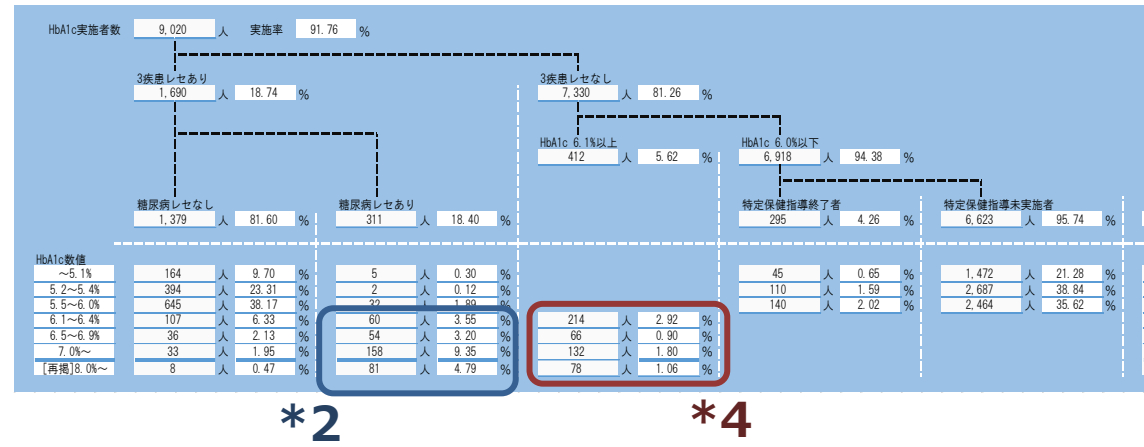 HbA1c実施者数 9,020 人 実施率 91.76 %
3疾患レセあり 3疾患レセなし
1,690 人 18.74 % 7,330 人 81.26 %
HbA1c 6.1%以上 HbA1c 6.0%以下
412 人 5.62 % 6,918 人 94.38 %
糖尿病レセなし 糖尿病レセあり 特定保健指導終了者 特定保健指導未実施者
1,379 人 81.60 % 311 人 18.40 % 295 人 4.26 % 6,623 人 95.74 %
HbA1c数値
～5.1% 164 人 9.70 % 5 人 0.30 % 45 人 0.65 % 1,472 人 21.28 %
5.2～5.4% 394 人 23.31 % 2 人 0.12 % 110 人 1.59 % 2,687 人 38.84 %
5.5～6.0% 645 人 38.17 % 32 人 1.89 % 140 人 2.02 % 2,464 人 35.62 %
6.1～6.4% 107 人 6.33 % 60 人 3.55 % 214 人 2.92 %
6.5～6.9% 36 人 2.13 % 54 人 3.20 % 66 人 0.90 %
7.0%～ 33 人 1.95 % 158 人 9.35 % 132 人 1.80 %
[再掲]8.0%～ 8 人 0.47 % 81 人 4.79 % 78 人 1.06 %
*2 *4